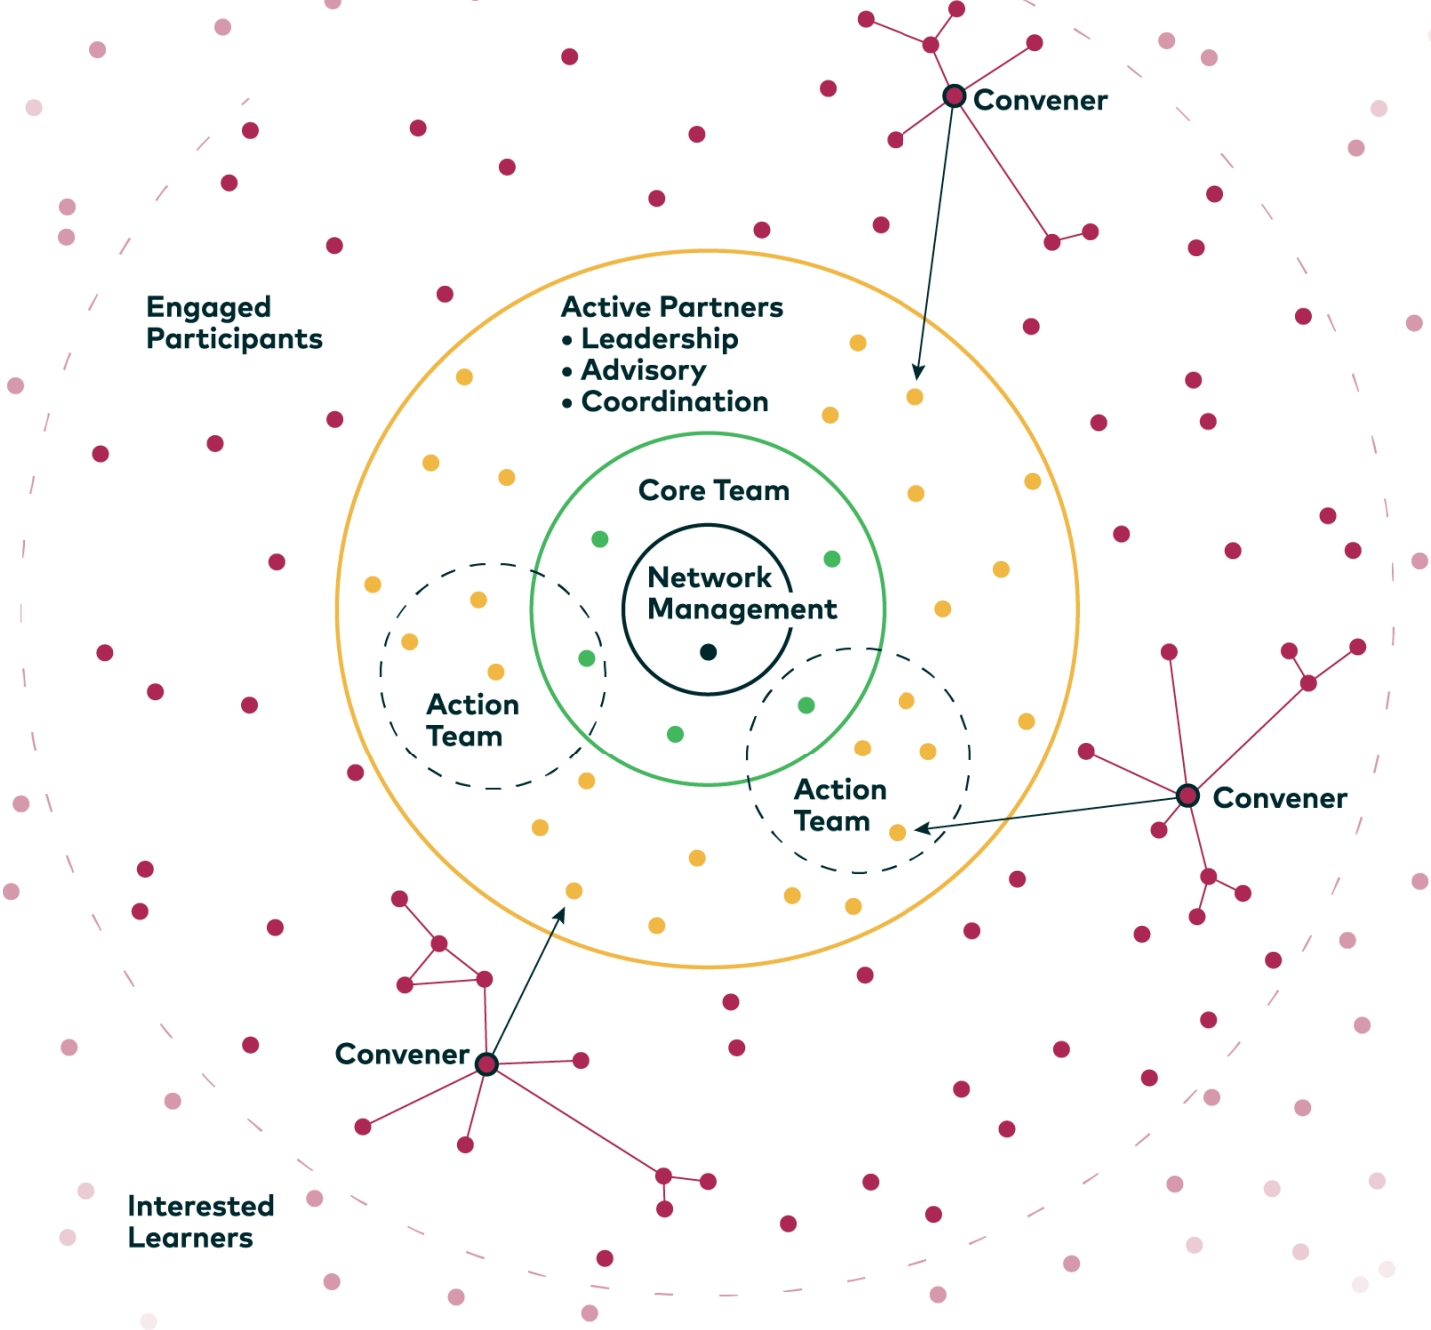 Convener
Engaged
Participants
Active Partners
• Leadership
• Advisory
• Coordination
Core Team
Network
Management
Action
Team
Action
Team
Convener
Convener
Interested
Learners